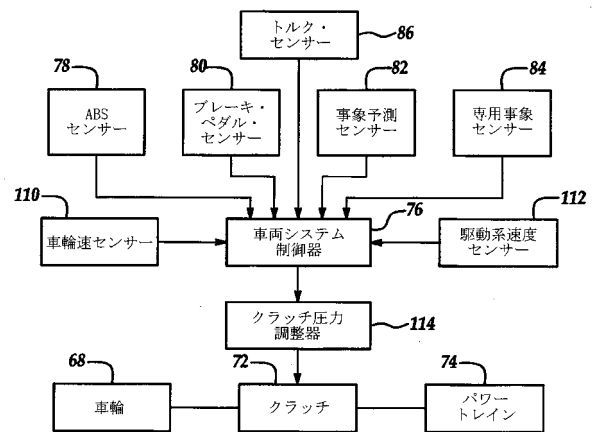 トルク・
センサー
86
78
80
82
84
ABS
センサー
ブレーキ・
ペダル・
センサー
事象予測
センサー
専用事象
センサー
110
76
112
車輪速センサー
車両システム
制御器
駆動系速度
センサー
クラッチ圧力
調整器
114
68
72
74
車輪
クラッチ
パワー
トレイン